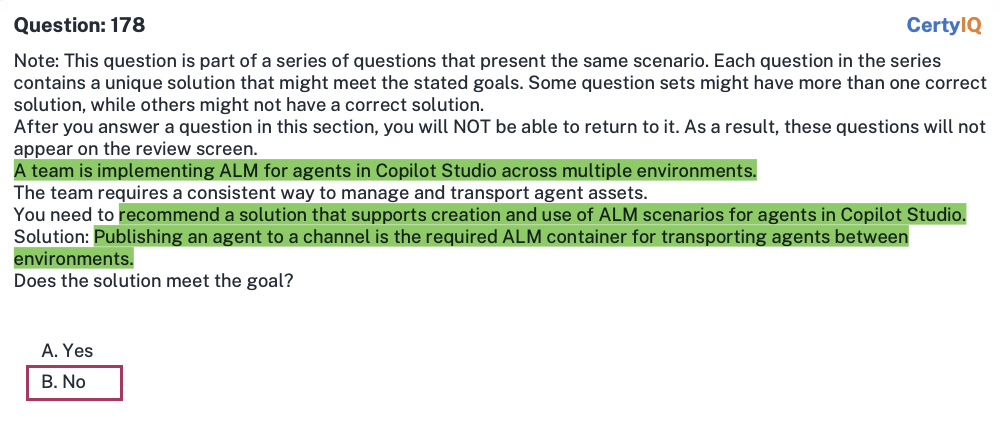 Question: 178
CertyIQ
Note: This question is part of a series of questions that present the same scenario. Each question in the series
contains a unique solution that might meet the stated goals. Some question sets might have more than one correct
solution, while others might not have a correct solution.
After you answer a question in this section, you will NOT be able to return to it. As a result, these questions will not
appear on the review screen.
A team is implementing ALM for agents in Copilot Studio across multiple environments.
The team requires a consistent way to manage and transport agent assets.
You need to recommend a solution that supports creation and use of ALM scenarios for agents in Copilot Studio.
Solution: Publishing an agent to a channel is the required ALM container for transporting agents between
environments.
Does the solution meet the goal?
A. Yes
B. No